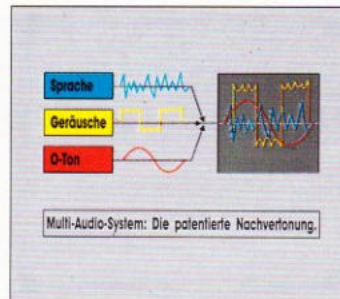 Sprache
Geräusche
O-Ton
Multi-Audio-System: Die patentierte Nachvertonung.